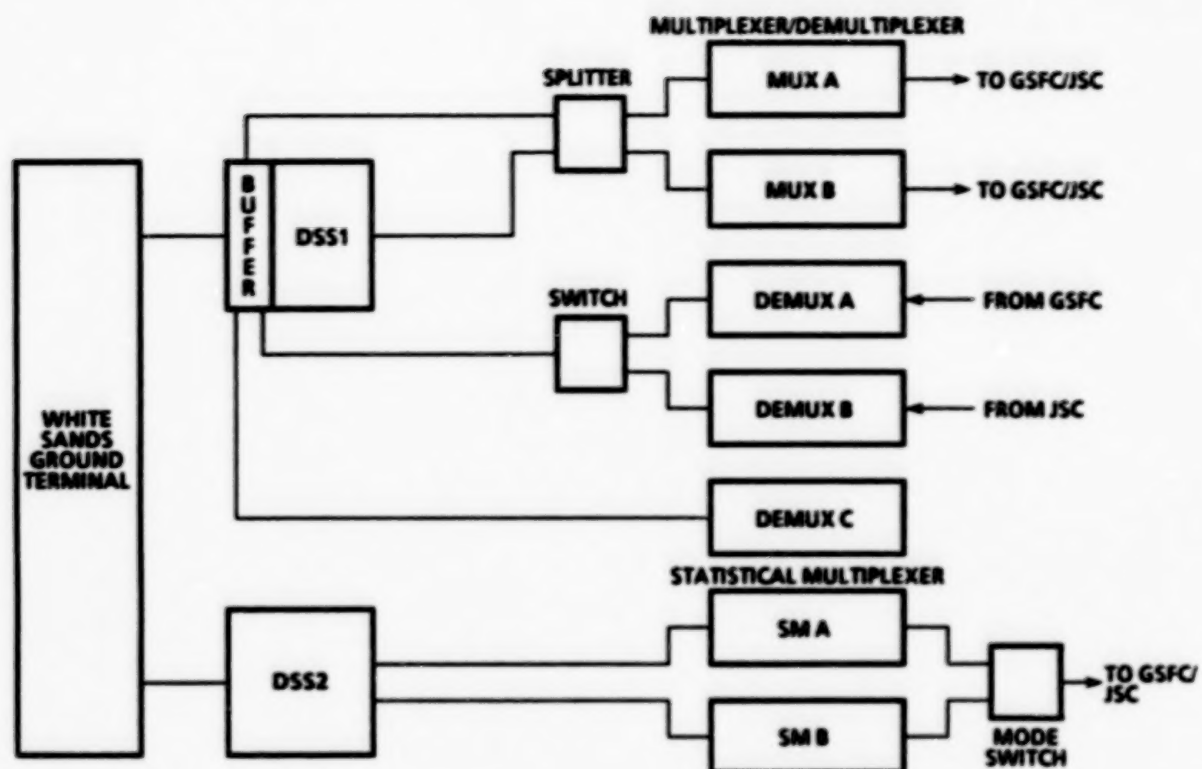 MULTIPLEXER/DEMULTIPLEXER
SPLITTER
MUX A
TO GSFC/JSC
MUX B
TO GSFC/JSC
BUFFER
DSS1
SWITCH
DEMUX A
FROM GSFC
DEMUX B
FROM JSC
WHITE
SANDS
GROUND
TERMINAL
DEMUX C
STATISTICAL MULTIPLEXER
SM A
DSS2
TO GSFC/
JSC
SM B
MODE
SWITCH